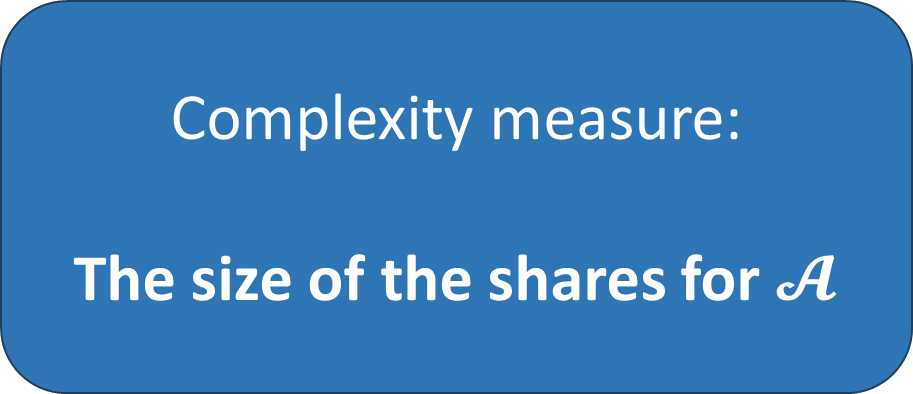 Complexity measure:
The size of the shares for 𝓐